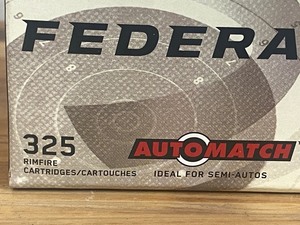 FEDERA
325
RIMFIRE
CARTRIDGES/CARTOUCHES
AUTOMATCH
IDEAL FOR SEMI-AUTOS